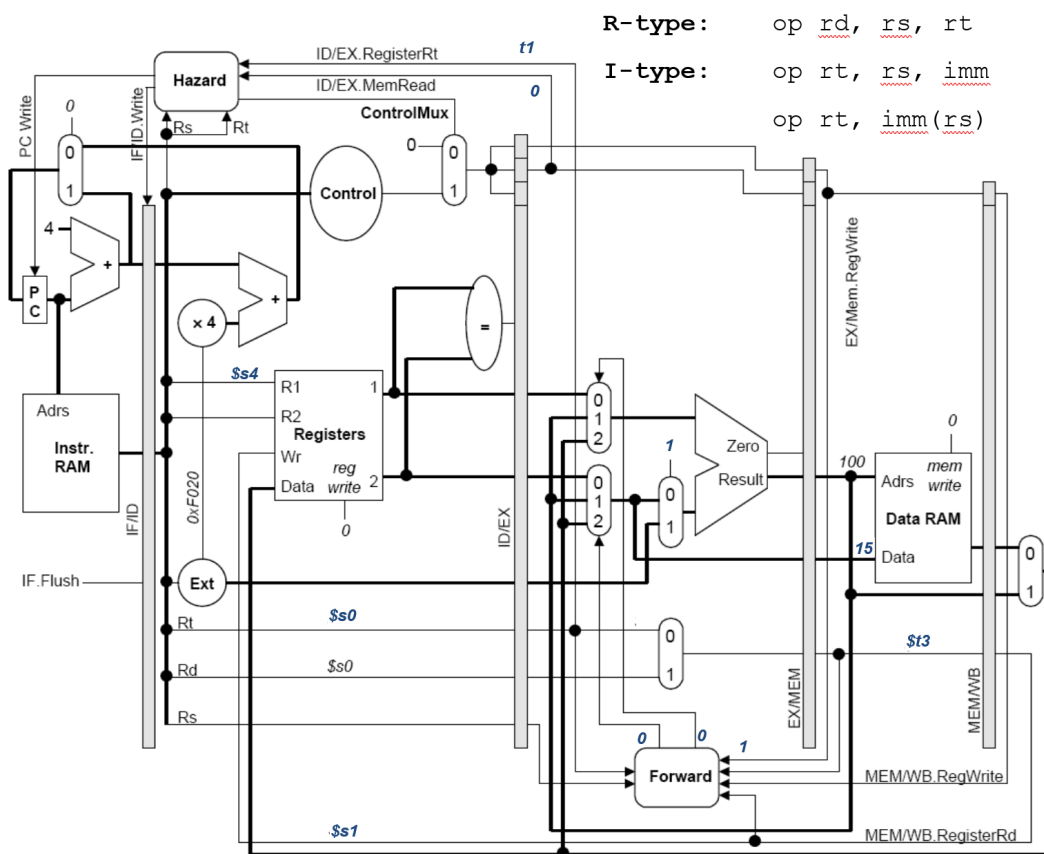 R-type: op rd, rs, rt
I-type: op rt, rs, imm
op rt, imm(rs)
ID/EX.RegisterRt
t1
Hazard
ID/EX.MemRead
0
ControlMux
PC Write
IF/ID.Write
Rs
Rt
0
0
1
0
0
1
Control
4
+
+
P
C
× 4
=
EX/Mem.RegWrite
$s4
R1
1
R2
Registers
Wr
reg
write
Data
2
0
Adrs
Instr.
RAM
0xF020
IF/ID
ID/EX
0
1
2
0
1
2
1
0
1
Zero
Result
100
0
mem
write
Adrs
Data RAM
15
Data
0
1
IF.Flush
Ext
Rt
$s0
0
1
$t3
Rd
$s0
Rs
EX/MEM
MEM/WB
0
0
1
Forward
MEM/WB.RegWrite
$s1
MEM/WB.RegisterRd